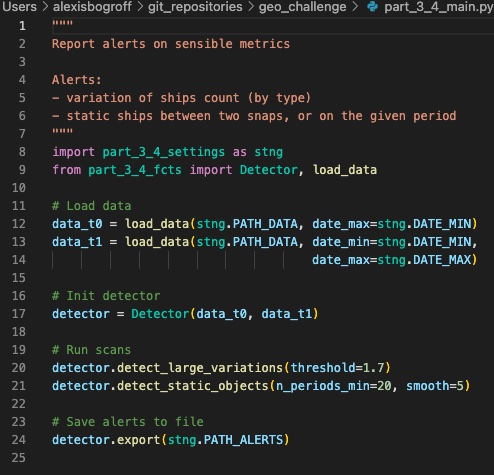 Users > alexisbogroff > git_repositories > geo_challenge > part_3_4_main.py
1 """
2 Report alerts on sensible metrics
3
4 Alerts:
5 - variation of ships count (by type)
6 - static ships between two snaps, or on the given period
7 """
8 import part_3_4_settings as stng
9 from part_3_4_fcts import Detector, load_data
10
11 # Load data
12 data_t0 = load_data(stng.PATH_DATA, date_max=stng.DATE_MIN)
13 data_t1 = load_data(stng.PATH_DATA, date_min=stng.DATE_MIN,
14                     date_max=stng.DATE_MAX)
15
16 # Init detector
17 detector = Detector(data_t0, data_t1)
18
19 # Run scans
20 detector.detect_large_variations(threshold=1.7)
21 detector.detect_static_objects(n_periods_min=20, smooth=5)
22
23 # Save alerts to file
24 detector.export(stng.PATH_ALERTS)
25